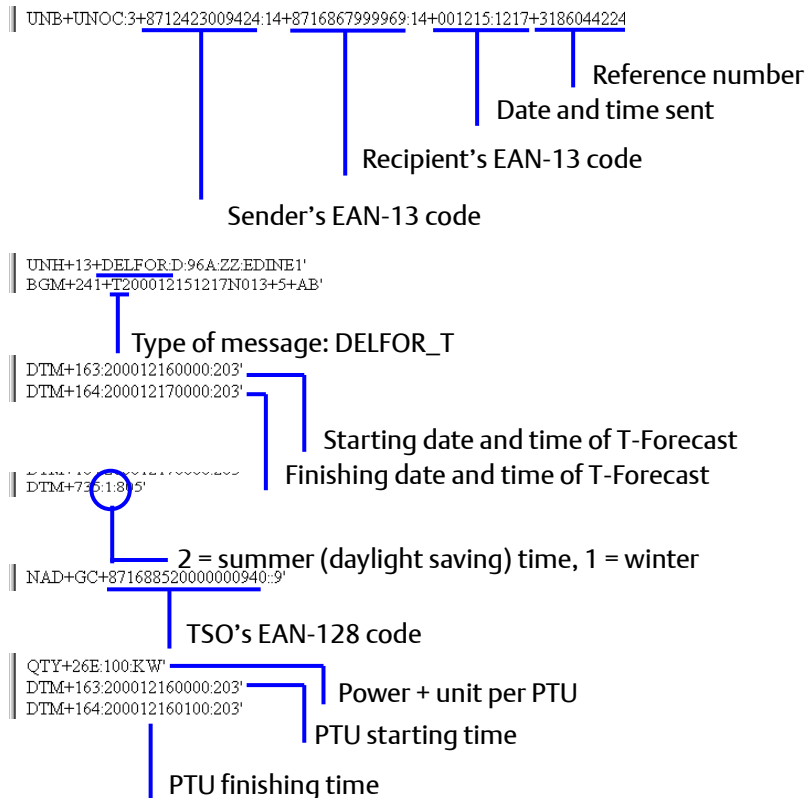 UNB+UNOC:3+8712423009424:14+8716867999969:14+001215:1217+3186044224
Reference number
Date and time sent
Recipient's EAN-13 code
Sender's EAN-13 code
UNH+13+DELFOR:D:96A:ZZ:EDINE1'
BGM+241+T200012151217N013+5+AB'
Type of message: DELFOR_T
DTM+163:200012160000:203'
DTM+164:200012170000:203'
Starting date and time of T-Forecast
Finishing date and time of T-Forecast
DTM+735:1:805'
2 = summer (daylight saving) time, 1 = winter
NAD+GC+871688520000000940::9'
TSO's EAN-128 code
QTY+26E:100:KW'
DTM+163:200012160000:203'
DTM+164:200012160100:203'
Power + unit per PTU
PTU starting time
PTU finishing time